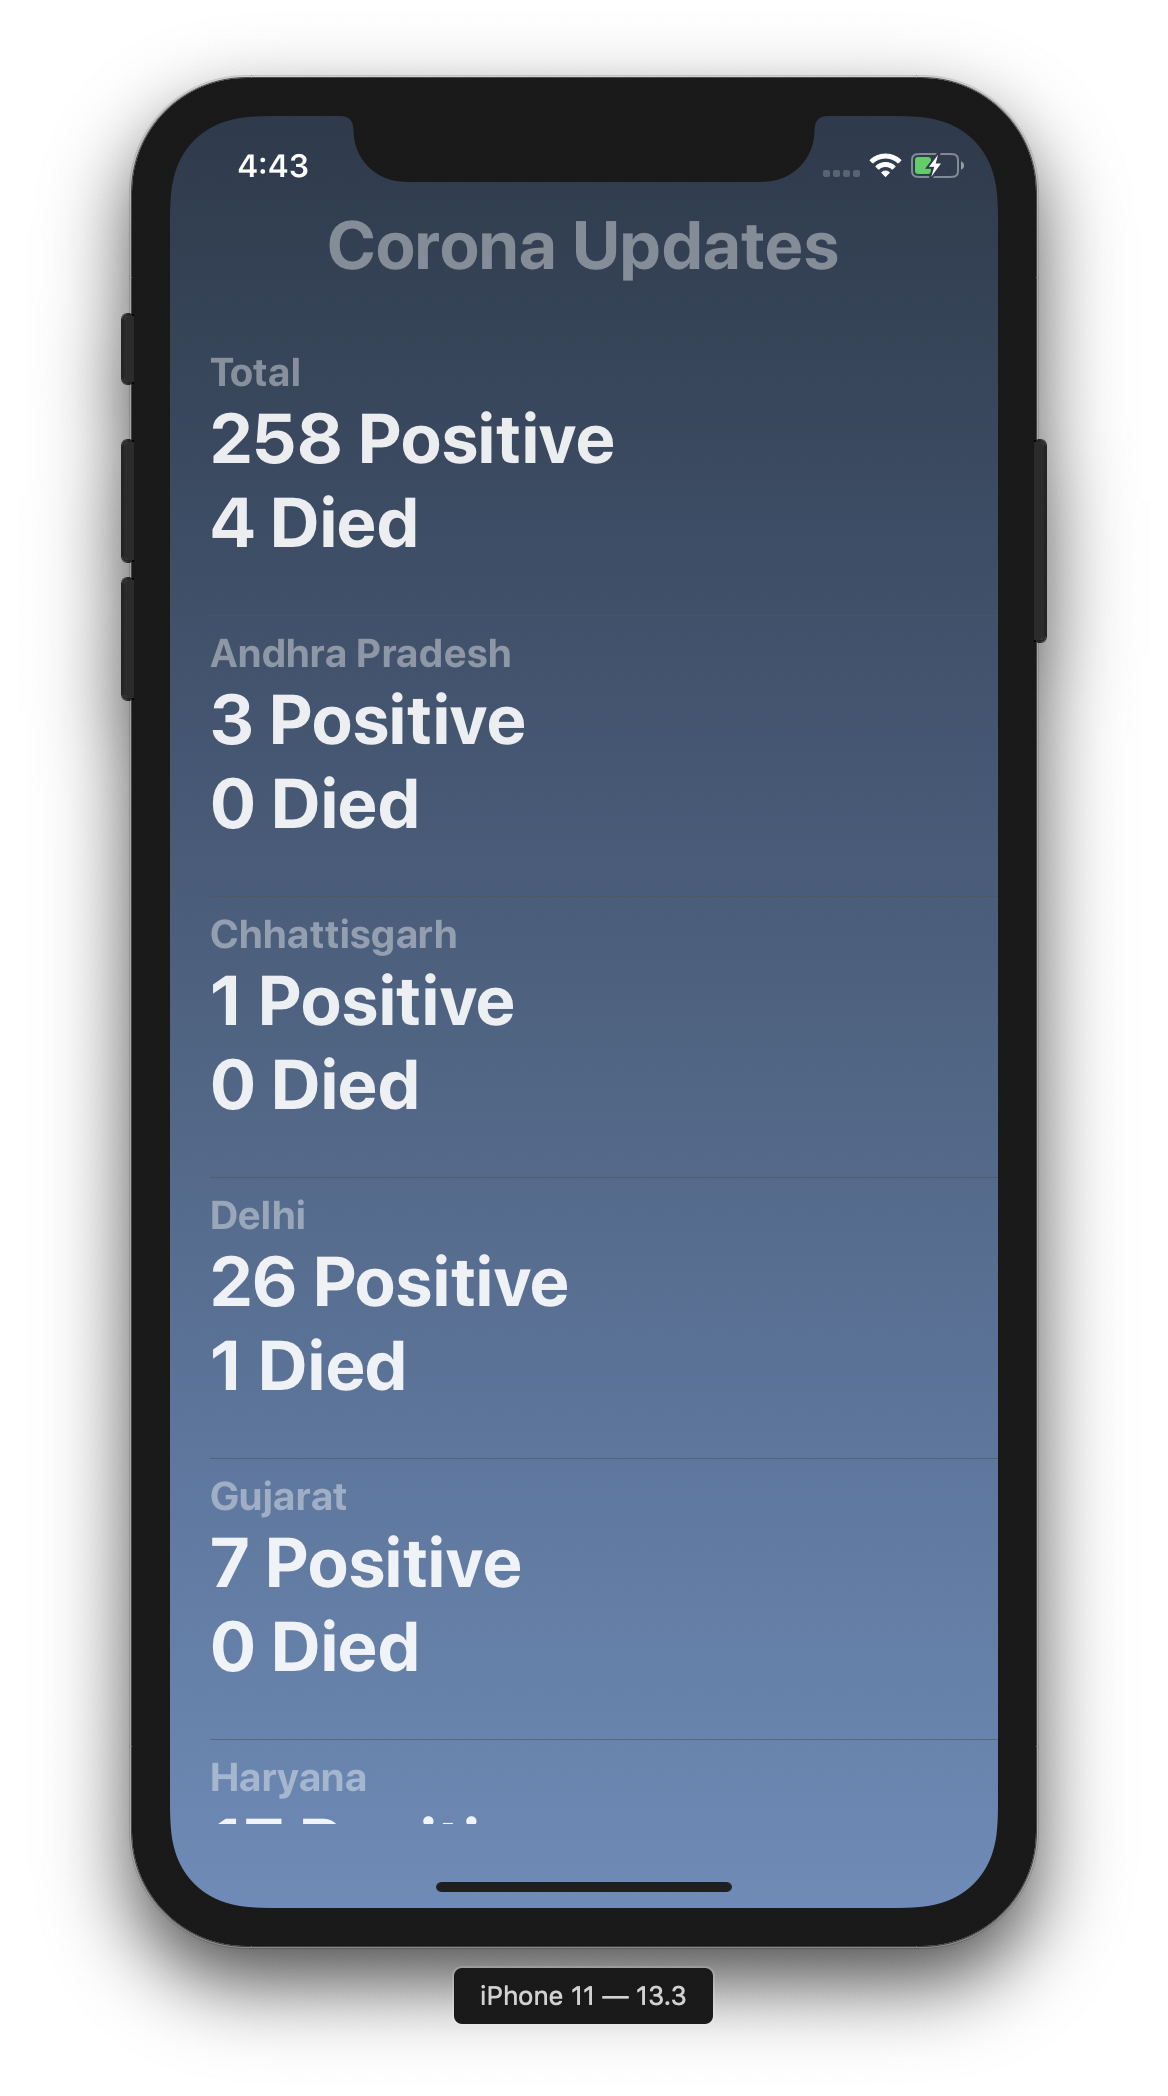 4:43
Corona Updates
Total
258 Positive
4 Died
Andhra Pradesh
3 Positive
0 Died
Chhattisgarh
1 Positive
0 Died
Delhi
26 Positive
1 Died
Gujarat
7 Positive
0 Died
Haryana
iPhone 11 — 13.3